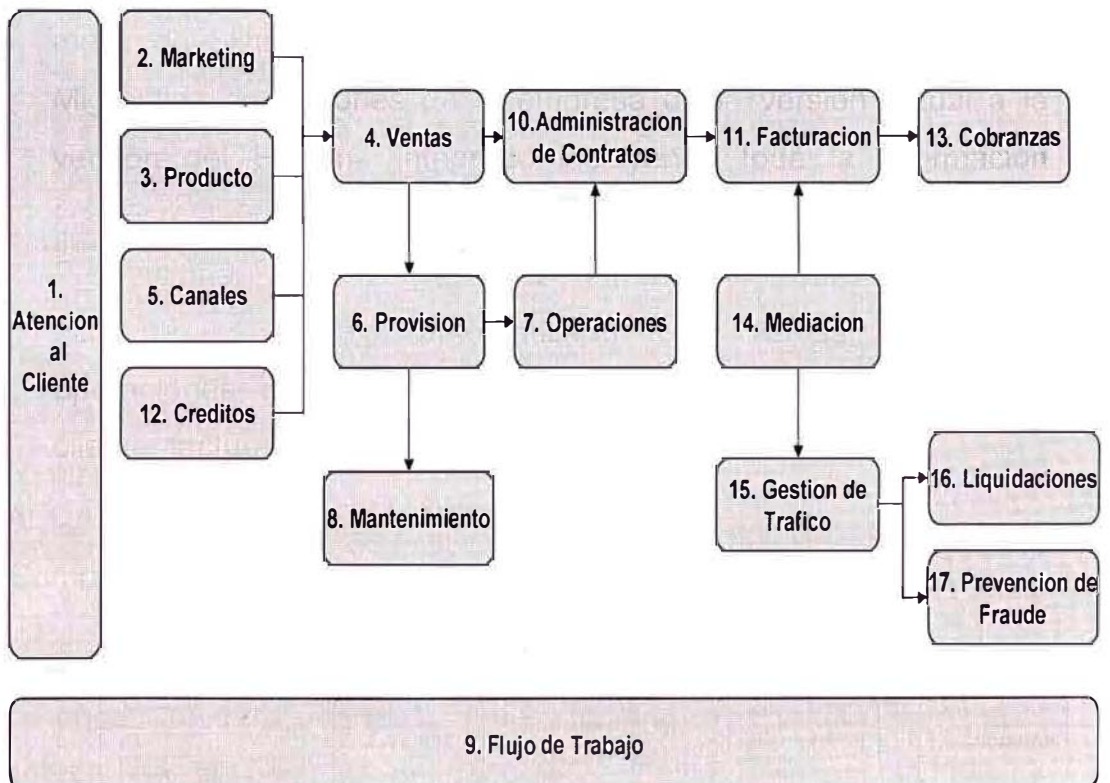 1.
Atencion
al
Cliente
2. Marketing
3. Producto
5. Canales
12. Creditos
4. Ventas
10.Administracion
de Contratos
11. Facturacion
13. Cobranzas
6. Provision
7. Operaciones
14. Mediacion
8. Mantenimiento
15. Gestion de
Trafico
16. Liquidaciones
17. Prevencion de
Fraude
9. Flujo de Trabajo